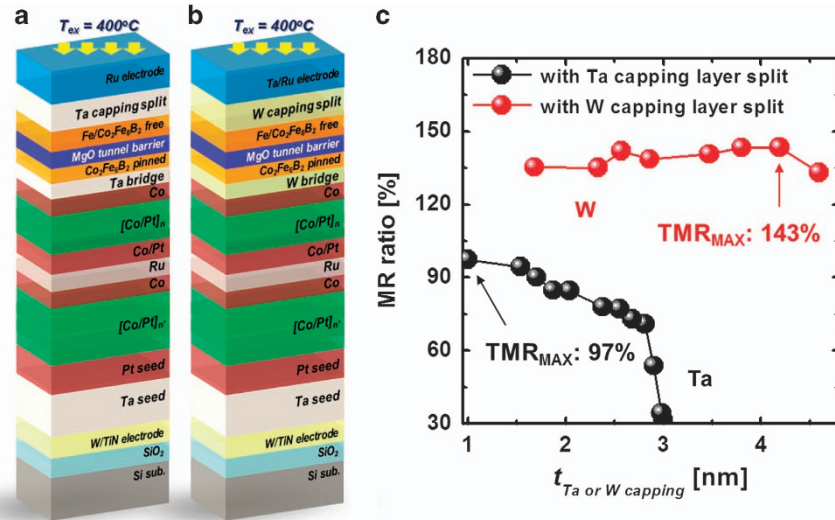 a
T_ex = 400°C
Ru electrode
Ta capping split
Fe/Co₂Fe₆B₂ free
MgO tunnel barrier
Co₂Fe₆B₂ pinned
Ta bridge
Co
[Co/Pt]n
Co/Pt
Ru
Co
[Co/Pt]n'
Pt seed
Ta seed
W/TiN electrode
SiO₂
Si sub.
b
T_ex = 400°C
Ta/Ru electrode
W capping split
Fe/Co₂Fe₆B₂ free
MgO tunnel barrier
Co₂Fe₆B₂ pinned
W bridge
Co
[Co/Pt]n
Co/Pt
Ru
Co
[Co/Pt]n'
Pt seed
Ta seed
W/TiN electrode
SiO₂
Si sub.
c
MR ratio [%]
180
150
120
90
60
30
with Ta capping layer split
with W capping layer split
W
TMR_MAX: 143%
TMR_MAX: 97%
Ta
1 2 3 4
t_Ta or W capping [nm]